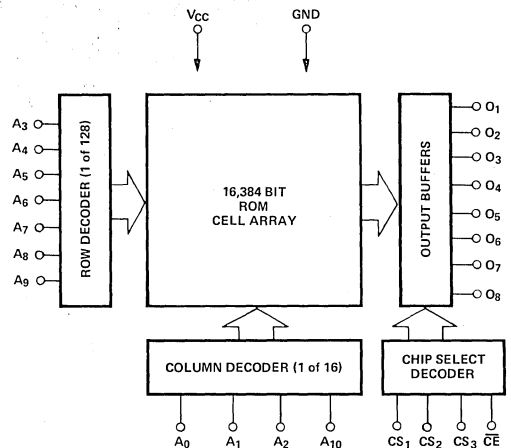 VCC
GND
A3
A4
A5
A6
A7
A8
A9
ROW DECODER (1 of 128)
16,384 BIT
ROM
CELL ARRAY
OUTPUT BUFFERS
O1
O2
O3
O4
O5
O6
O7
O8
COLUMN DECODER (1 of 16)
CHIP SELECT
DECODER
A0
A1
A2
A10
CS1
CS2
CS3
C̅E̅